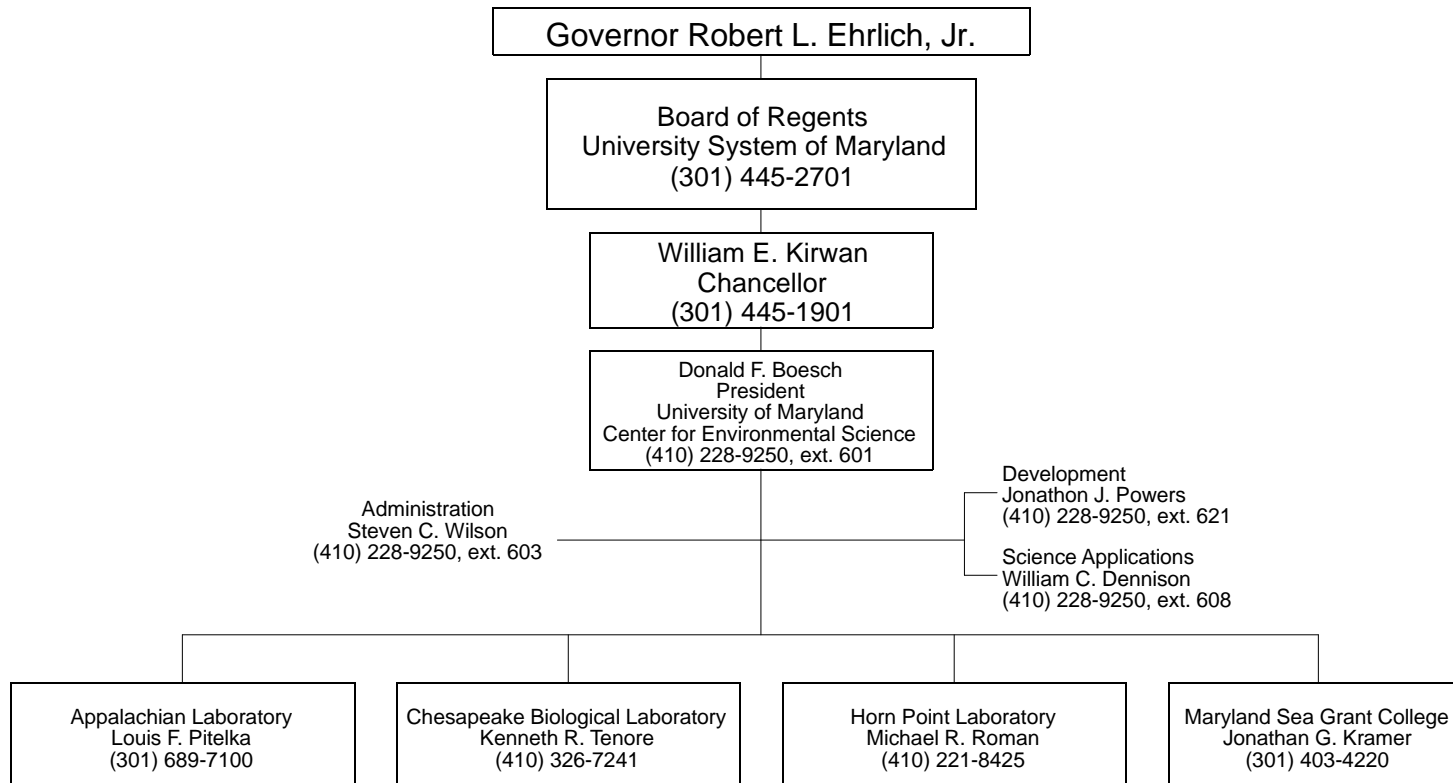 Governor Robert L. Ehrlich, Jr.
Board of Regents
University System of Maryland
(301) 445-2701
William E. Kirwan
Chancellor
(301) 445-1901
Donald F. Boesch
President
University of Maryland
Center for Environmental Science
(410) 228-9250, ext. 601
Administration
Steven C. Wilson
(410) 228-9250, ext. 603
Development
Jonathon J. Powers
(410) 228-9250, ext. 621
Science Applications
William C. Dennison
(410) 228-9250, ext. 608
Appalachian Laboratory
Louis F. Pitelka
(301) 689-7100
Chesapeake Biological Laboratory
Kenneth R. Tenore
(410) 326-7241
Horn Point Laboratory
Michael R. Roman
(410) 221-8425
Maryland Sea Grant College
Jonathan G. Kramer
(301) 403-4220